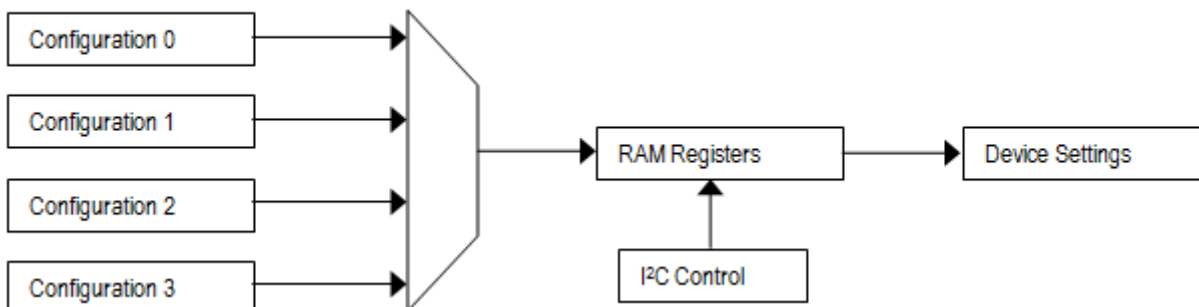 Configuration 0
Configuration 1
Configuration 2
Configuration 3
RAM Registers
I²C Control
Device Settings